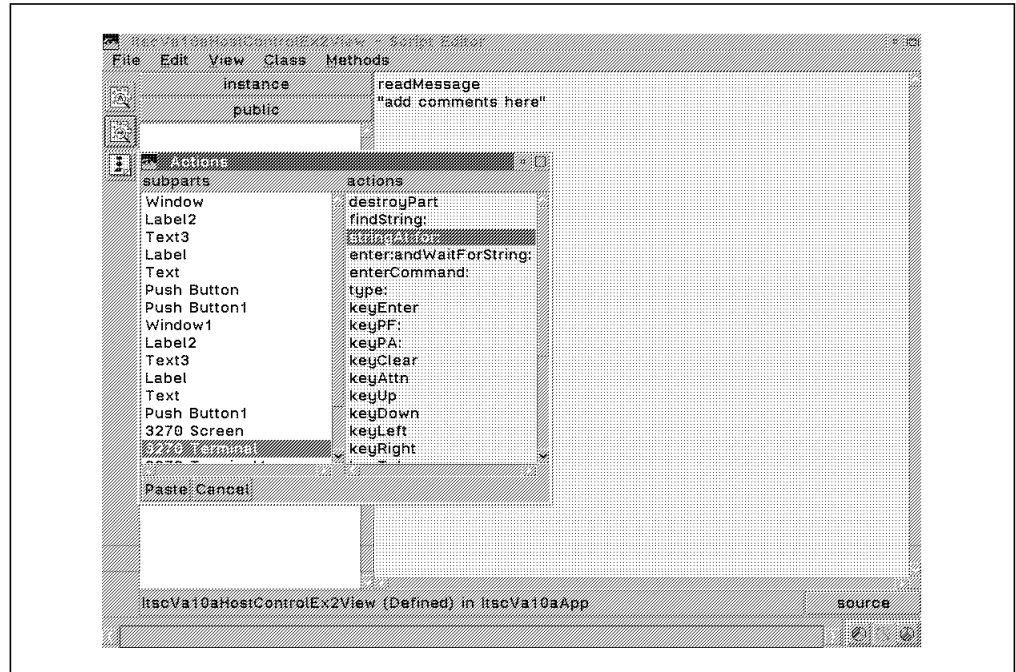 ItscVa10aHostControlEx2View - Script Editor
File Edit View Class Methods
instance
public
readMessage
"add comments here"
Actions
subparts
actions
Window
Label2
Text3
Label
Text
Push Button
Push Button1
Window1
Label2
Text3
Label
Text
Push Button1
3270 Screen
3270 Terminal
destroyPart
findString:
stringAt:for:
enter:andWaitForString:
enterCommand:
type:
keyEnter
keyPF:
keyPA:
keyClear
keyAttn
keyUp
keyDown
keyLeft
keyRight
Paste Cancel
ItscVa10aHostControlEx2View (Defined) in ItscVa10aApp
source